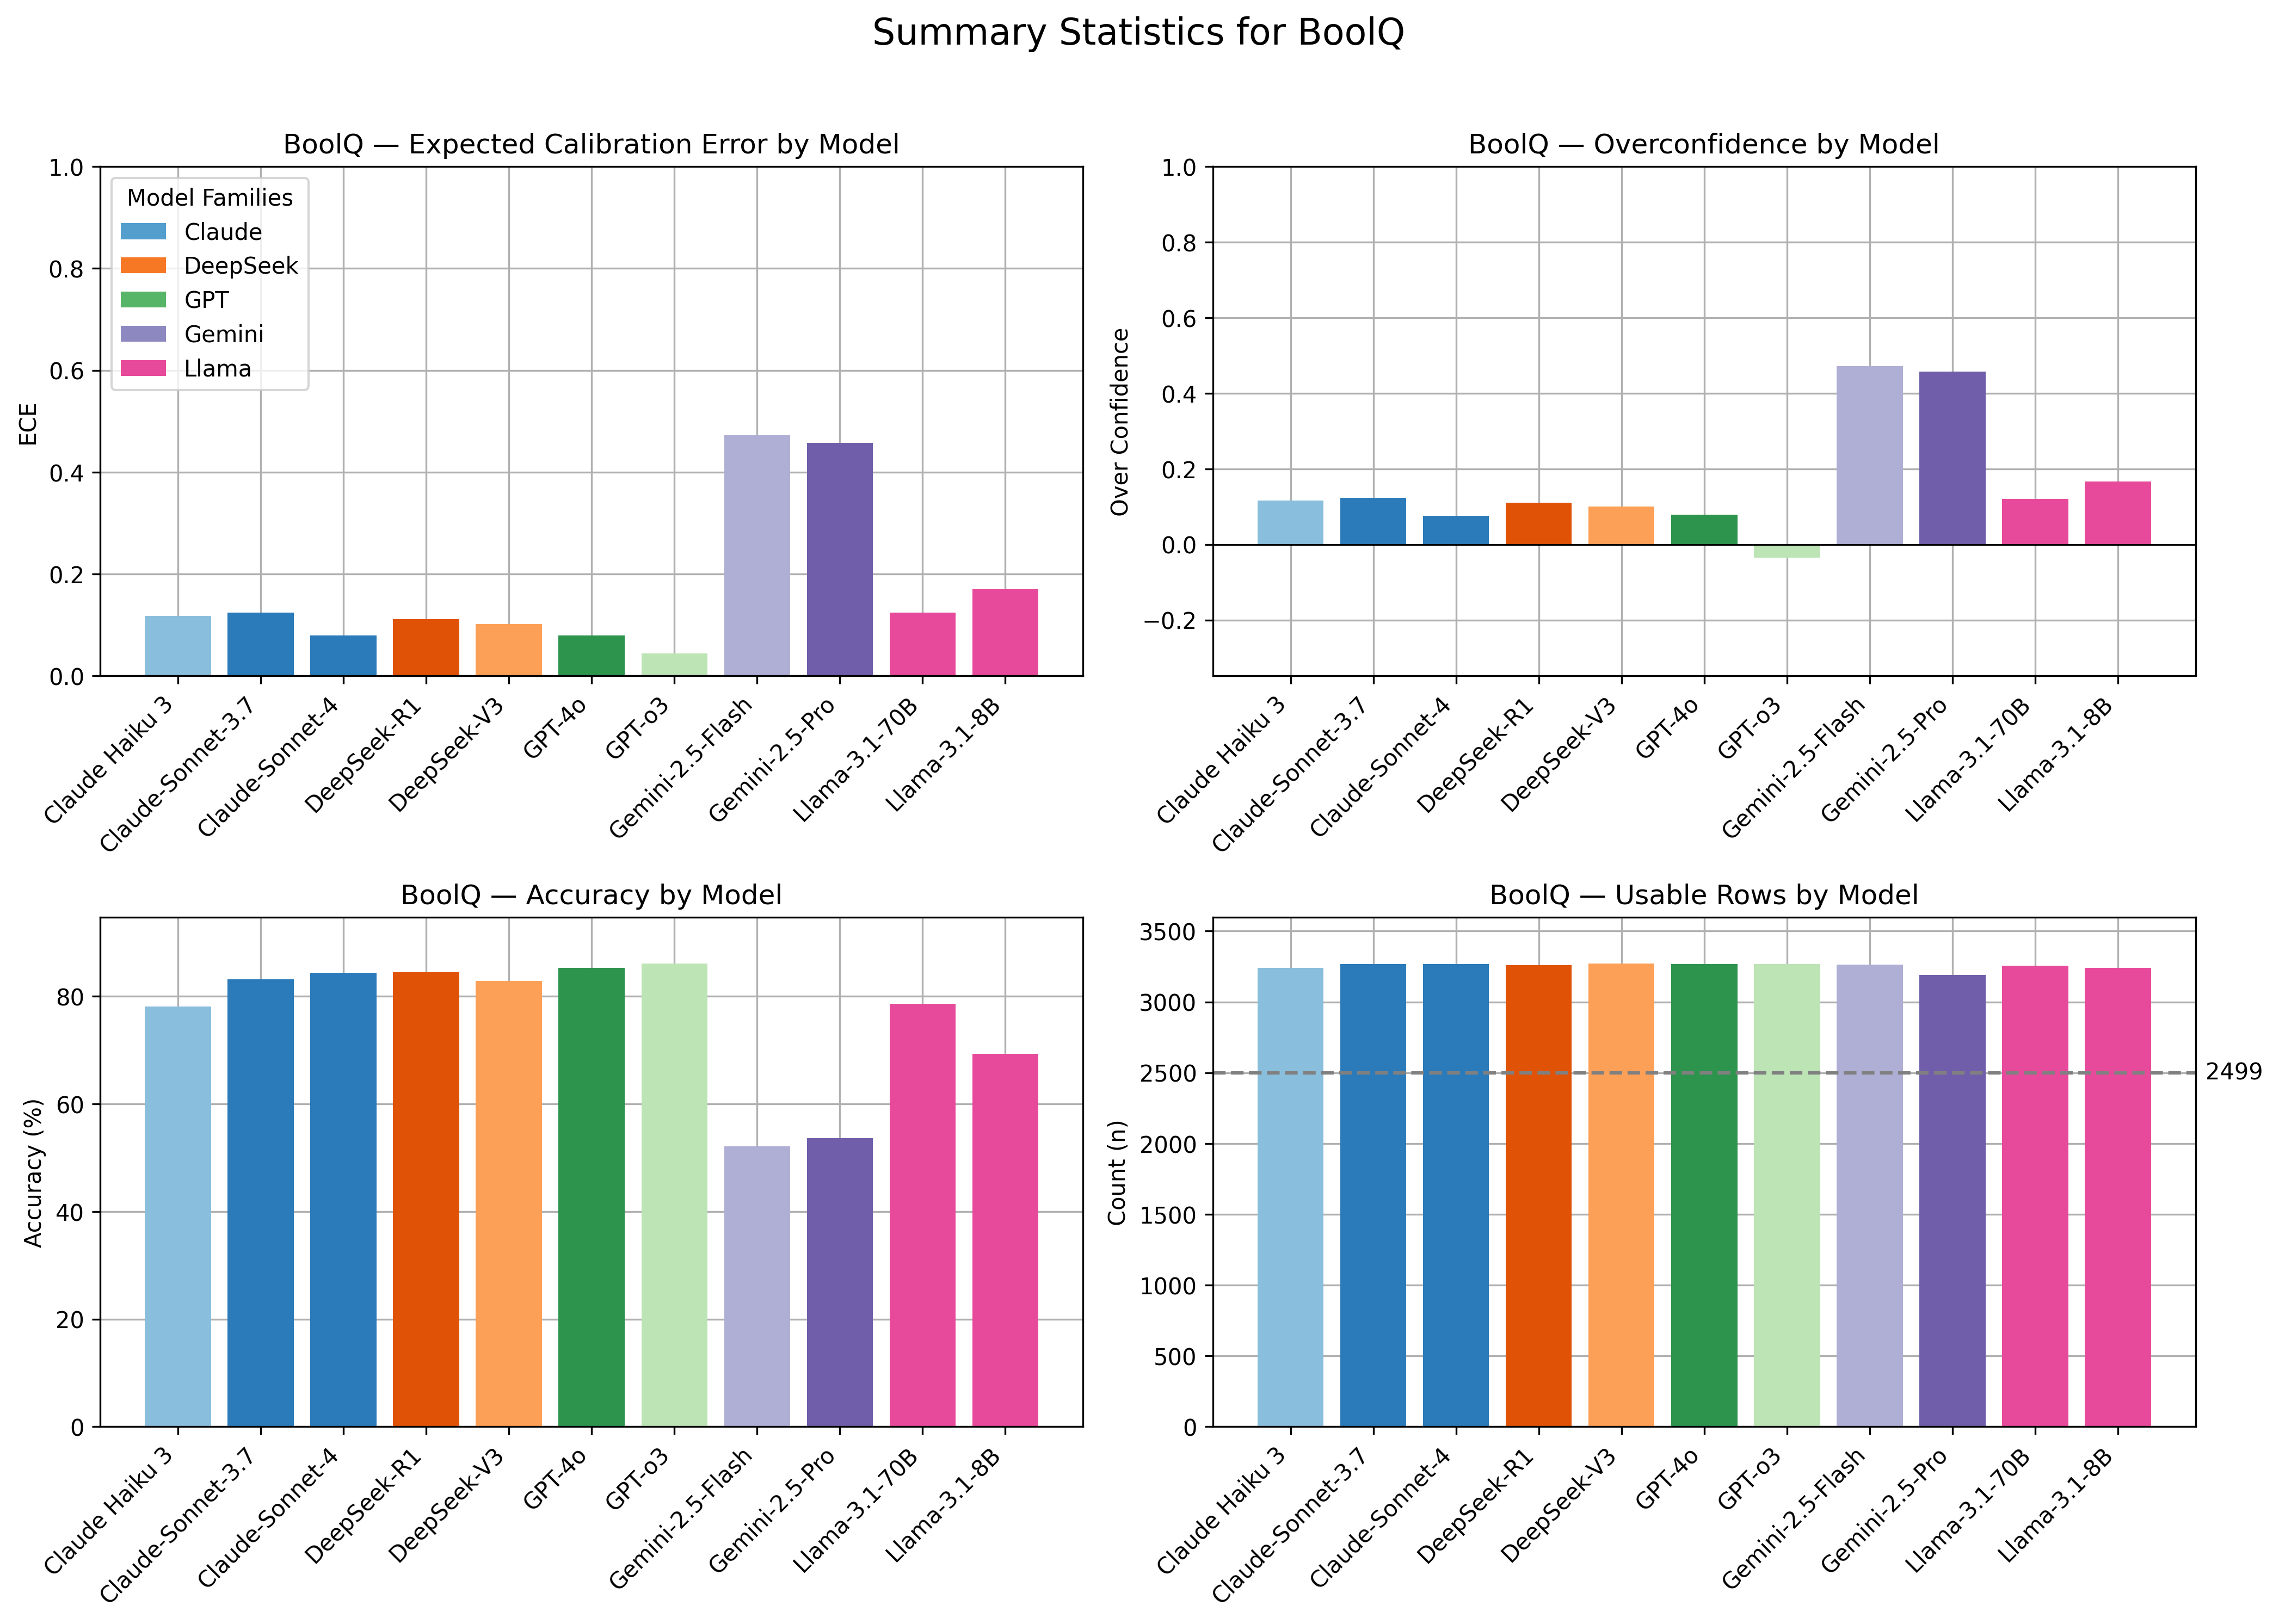 Summary Statistics for BoolQ
BoolQ — Expected Calibration Error by Model
1.0
0.8
0.6
0.4
0.2
0.0
ECE
Model Families
Claude
DeepSeek
GPT
Gemini
Llama
Claude Haiku 3
Claude-Sonnet-3.7
Claude-Sonnet-4
DeepSeek-R1
DeepSeek-V3
GPT-4o
GPT-o3
Gemini-2.5-Flash
Gemini-2.5-Pro
Llama-3.1-70B
Llama-3.1-8B
BoolQ — Overconfidence by Model
1.0
0.8
0.6
0.4
0.2
0.0
−0.2
Over Confidence
Claude Haiku 3
Claude-Sonnet-3.7
Claude-Sonnet-4
DeepSeek-R1
DeepSeek-V3
GPT-4o
GPT-o3
Gemini-2.5-Flash
Gemini-2.5-Pro
Llama-3.1-70B
Llama-3.1-8B
BoolQ — Accuracy by Model
80
60
40
20
0
Accuracy (%)
Claude Haiku 3
Claude-Sonnet-3.7
Claude-Sonnet-4
DeepSeek-R1
DeepSeek-V3
GPT-4o
GPT-o3
Gemini-2.5-Flash
Gemini-2.5-Pro
Llama-3.1-70B
Llama-3.1-8B
BoolQ — Usable Rows by Model
3500
3000
2500
2000
1500
1000
500
0
Count (n)
2499
Claude Haiku 3
Claude-Sonnet-3.7
Claude-Sonnet-4
DeepSeek-R1
DeepSeek-V3
GPT-4o
GPT-o3
Gemini-2.5-Flash
Gemini-2.5-Pro
Llama-3.1-70B
Llama-3.1-8B